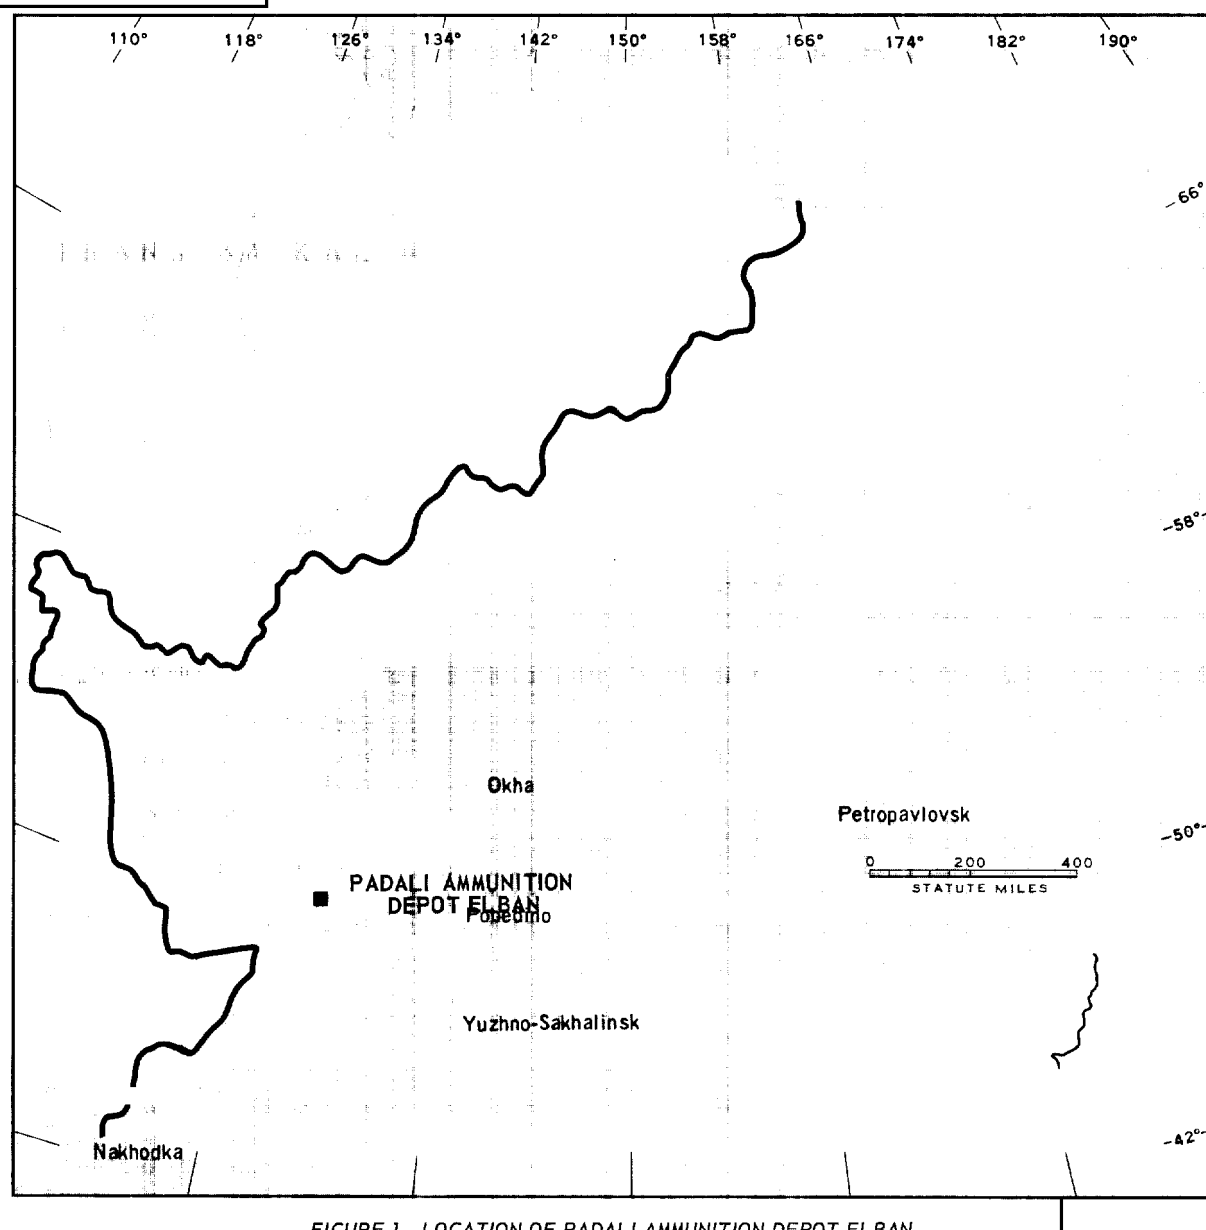 110° 118° 126° 134° 142° 150° 158° 166° 174° 182° 190°
66°
58°
Okha
Petropavlovsk
50°
0 200 400
STATUTE MILES
PADALI AMMUNITION
DEPOT ELBAN
Pobedino
Yuzhno-Sakhalinsk
42°
Nakhodka
FIGURE 1. LOCATION OF PADALI AMMUNITION DEPOT ELBAN